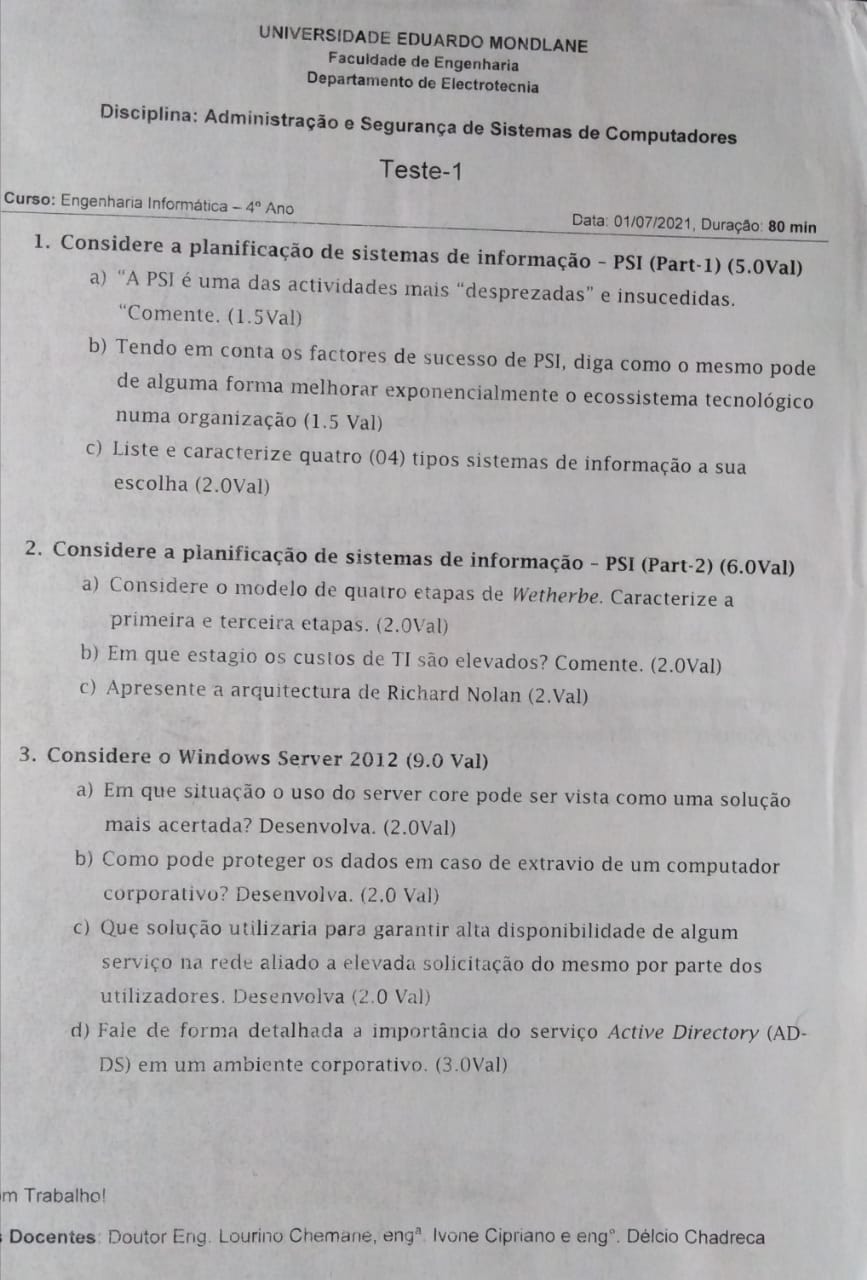 UNIVERSIDADE EDUARDO MONDLANE
Faculdade de Engenharia
Departamento de Electrotecnia
Disciplina: Administração e Segurança de Sistemas de Computadores
Teste-1
Curso: Engenharia Informática – 4º Ano
Data: 01/07/2021, Duração: 80 min
1. Considere a planificação de sistemas de informação – PSI (Part-1) (5.0Val)
a) "A PSI é uma das actividades mais "desprezadas" e insucedidas.
"Comente. (1.5Val)
b) Tendo em conta os factores de sucesso de PSI, diga como o mesmo pode
de alguma forma melhorar exponencialmente o ecossistema tecnológico
numa organização (1.5 Val)
c) Liste e caracterize quatro (04) tipos sistemas de informação a sua
escolha (2.0Val)
2. Considere a planificação de sistemas de informação – PSI (Part-2) (6.0Val)
a) Considere o modelo de quatro etapas de Wetherbe. Caracterize a
primeira e terceira etapas. (2.0Val)
b) Em que estagio os custos de TI são elevados? Comente. (2.0Val)
c) Apresente a arquitectura de Richard Nolan (2.Val)
3. Considere o Windows Server 2012 (9.0 Val)
a) Em que situação o uso do server core pode ser vista como uma solução
mais acertada? Desenvolva. (2.0Val)
b) Como pode proteger os dados em caso de extravio de um computador
corporativo? Desenvolva. (2.0 Val)
c) Que solução utilizaria para garantir alta disponibilidade de algum
serviço na rede aliado a elevada solicitação do mesmo por parte dos
utilizadores. Desenvolva (2.0 Val)
d) Fale de forma detalhada a importância do serviço Active Directory (AD-
DS) em um ambiente corporativo. (3.0Val)
m Trabalho!
Docentes: Doutor Eng. Lourino Chemane, engª. Ivone Cipriano e engº. Délcio Chadreca